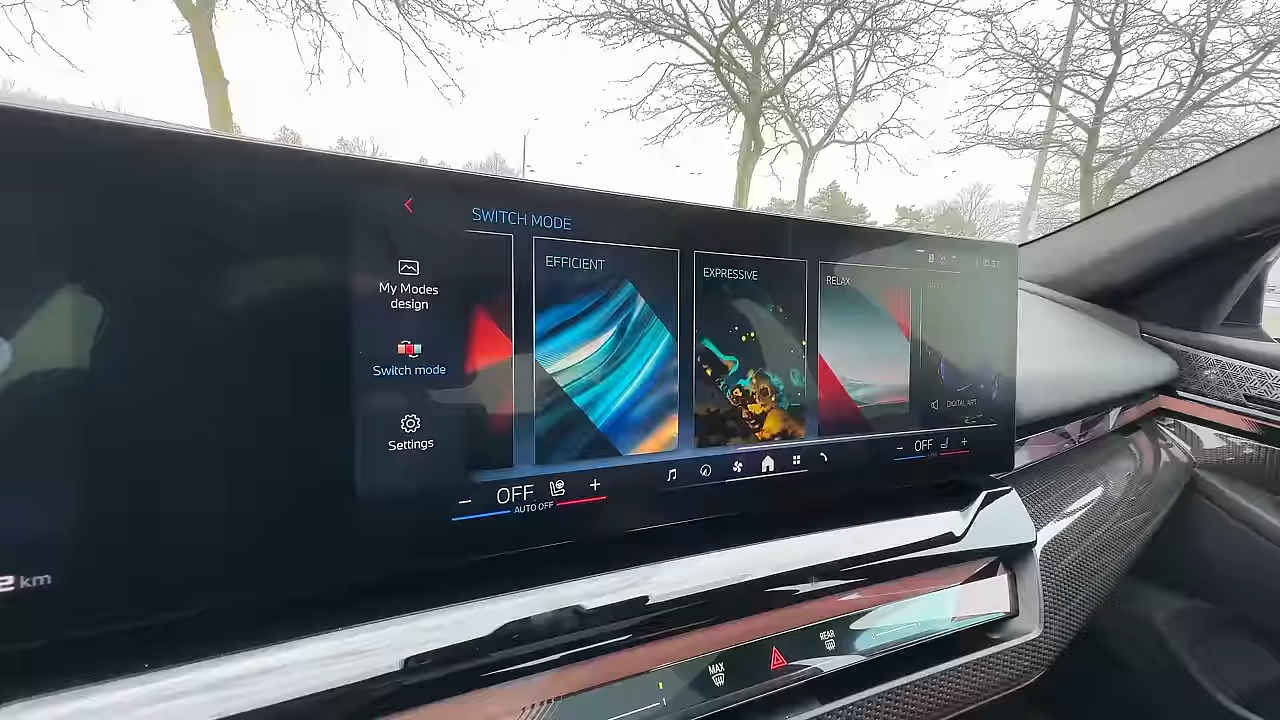 SWITCH MODE
My Modes
design
Switch mode
Settings
EFFICIENT
EXPRESSIVE
RELAX
DIGITAL ART
− OFF +
AUTO OFF
− OFF +
km
MAX
REAR